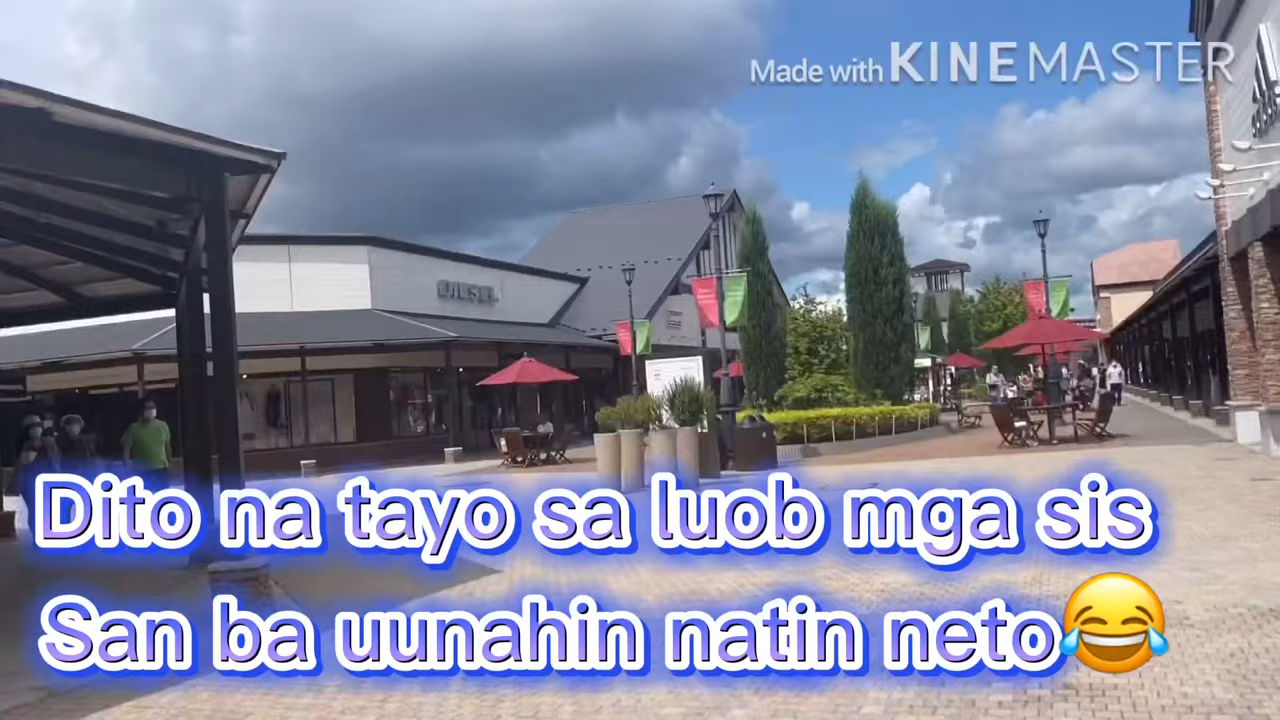 Made with KINEMASTER
DIESEL
Dito na tayo sa luob mga sis
San ba uunahin natin neto😂